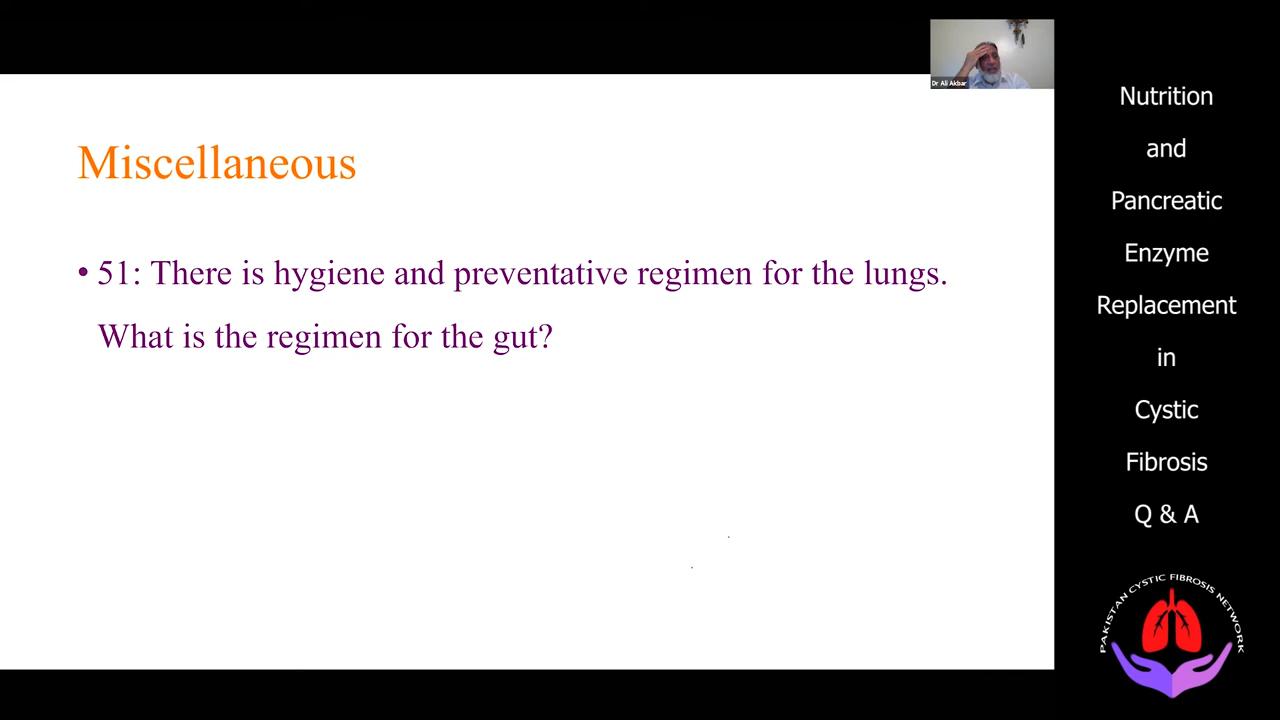 Dr Ali Akbar
Miscellaneous
• 51: There is hygiene and preventative regimen for the lungs.
What is the regimen for the gut?
Nutrition
and
Pancreatic
Enzyme
Replacement
in
Cystic
Fibrosis
Q & A
PAKISTAN CYSTIC FIBROSIS NETWORK